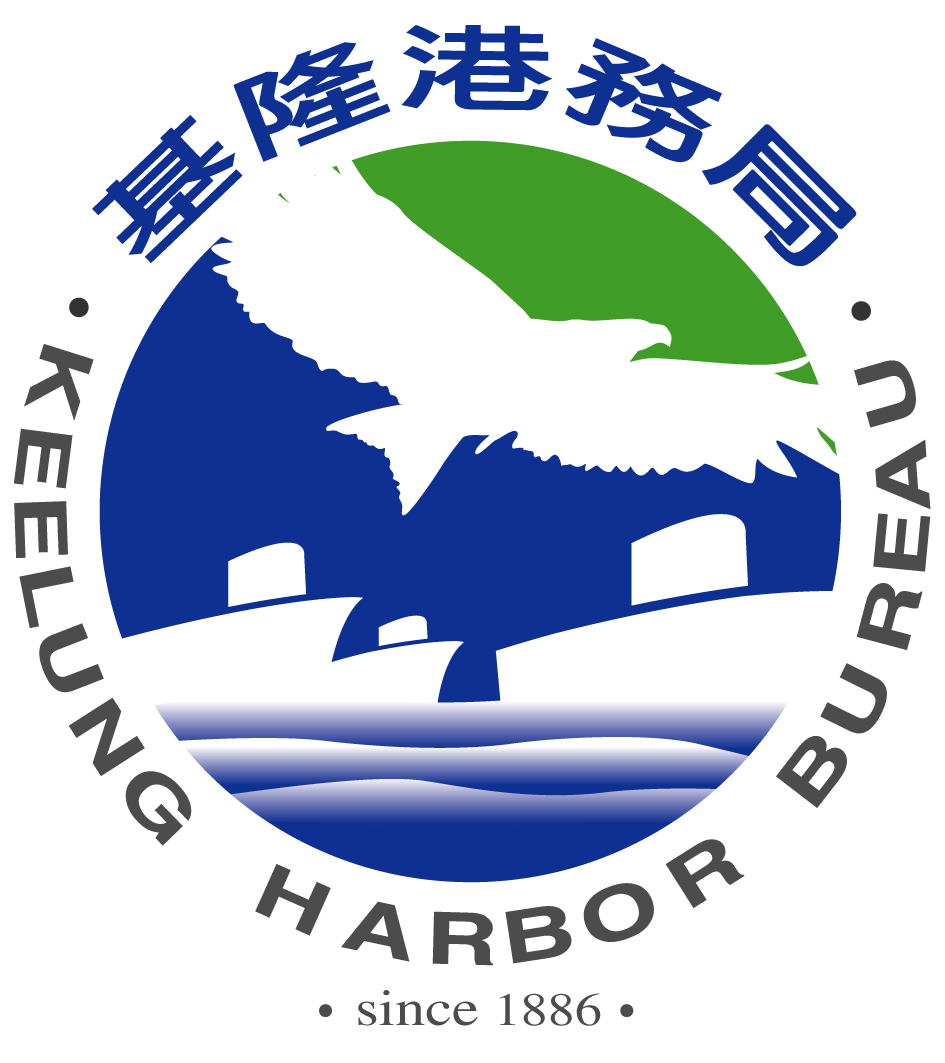 基隆港務局
KEELUNG HARBOR BUREAU
· since 1886 ·